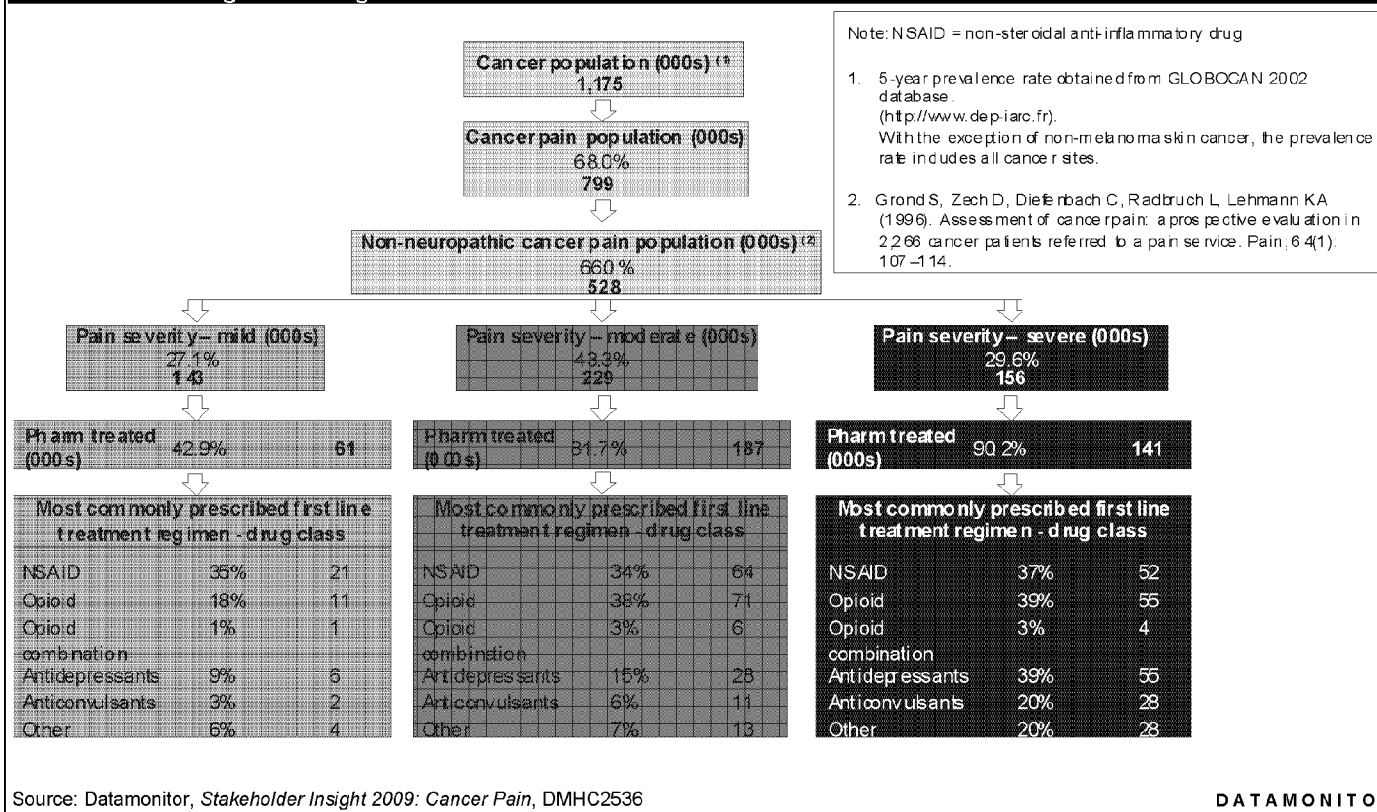 Cancer population (000s) (1)
1,175
Cancer pain population (000s)
68.0%
799
Non-neuropathic cancer pain population (000s) (2)
66.0%
528
Note: NSAID = non-steroidal anti-inflammatory drug
1. 5-year prevalence rate obtained from GLOBOCAN 2002
database.
(http://www.dep-iarc.fr).
With the exception of non-melanoma skin cancer, the prevalence
rate includes all cancer sites.
2. Grond S, Zech D, Diefenbach C, Radbruch L, Lehmann KA
(1996). Assessment of cancer pain: a prospective evaluation in
2,266 cancer patients referred to a pain service. Pain; 64(1):
107–114.
Pain severity – mild (000s)
27.1%
143
Pharm treated
(000s) 42.9% 61
Most commonly prescribed first line
treatment regimen - drug class
NSAID 35% 21
Opioid 18% 11
Opioid 1% 1
combination
Antidepressants 9% 6
Anticonvulsants 3% 2
Other 6% 4
Pain severity – moderate (000s)
43.3%
229
Pharm treated
(000s) 81.7% 187
Most commonly prescribed first line
treatment regimen - drug class
NSAID 34% 64
Opioid 38% 71
Opioid 3% 6
combination
Antidepressants 15% 28
Anticonvulsants 6% 11
Other 7% 13
Pain severity – severe (000s)
29.6%
156
Pharm treated
(000s) 90.2% 141
Most commonly prescribed first line
treatment regimen - drug class
NSAID 37% 52
Opioid 39% 55
Opioid 3% 4
combination
Antidepressants 39% 55
Anticonvulsants 20% 28
Other 20% 28
Source: Datamonitor, Stakeholder Insight 2009: Cancer Pain, DMHC2536
DATAMONITO